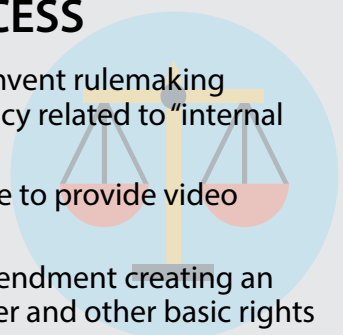 CESS
nvent rulemaking
cy related to “internal
e to provide video
endment creating an
er and other basic rights